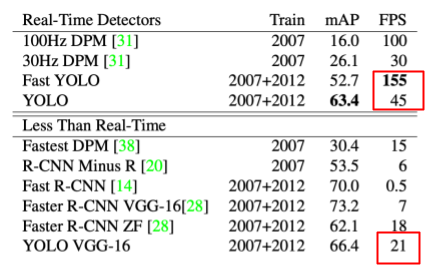 Real-Time Detectors Train mAP FPS
100Hz DPM [31] 2007 16.0 100
30Hz DPM [31] 2007 26.1 30
Fast YOLO 2007+2012 52.7 155
YOLO 2007+2012 63.4 45
Less Than Real-Time
Fastest DPM [38] 2007 30.4 15
R-CNN Minus R [20] 2007 53.5 6
Fast R-CNN [14] 2007+2012 70.0 0.5
Faster R-CNN VGG-16[28] 2007+2012 73.2 7
Faster R-CNN ZF [28] 2007+2012 62.1 18
YOLO VGG-16 2007+2012 66.4 21